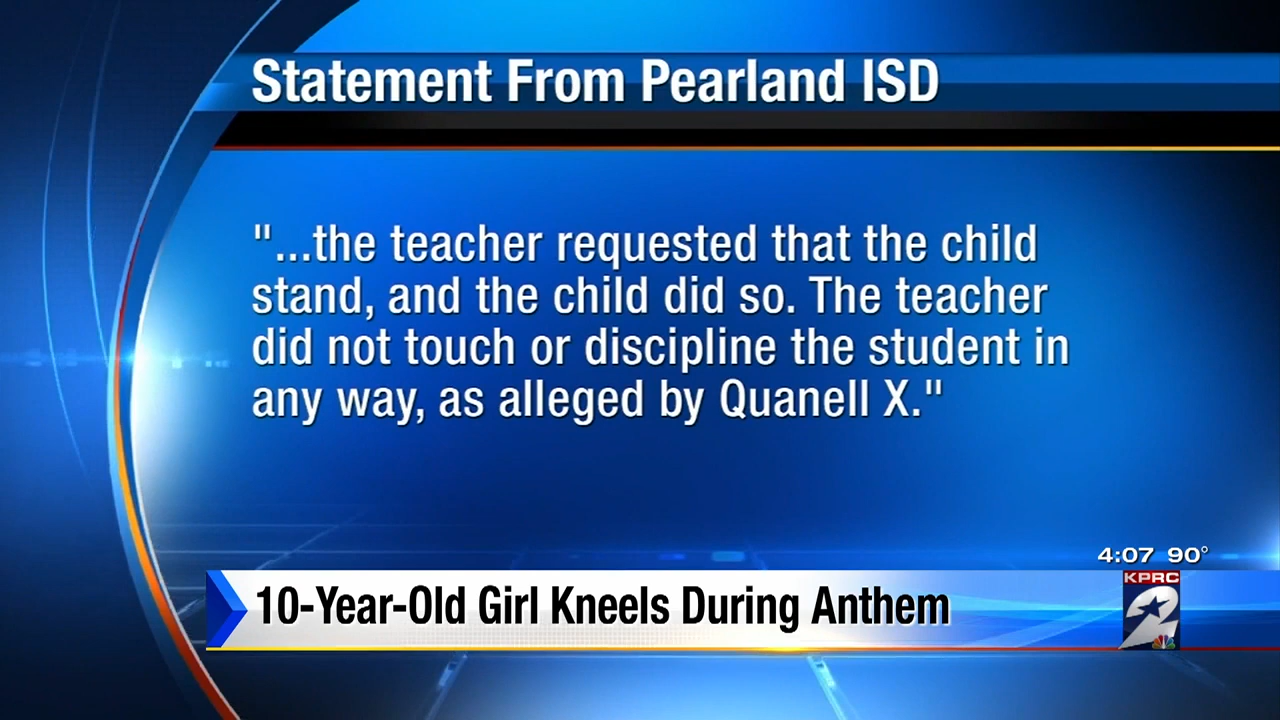 Statement From Pearland ISD
"...the teacher requested that the child
stand, and the child did so. The teacher
did not touch or discipline the student in
any way, as alleged by Quanell X."
4:07 90°
KPRC
2
10-Year-Old Girl Kneels During Anthem